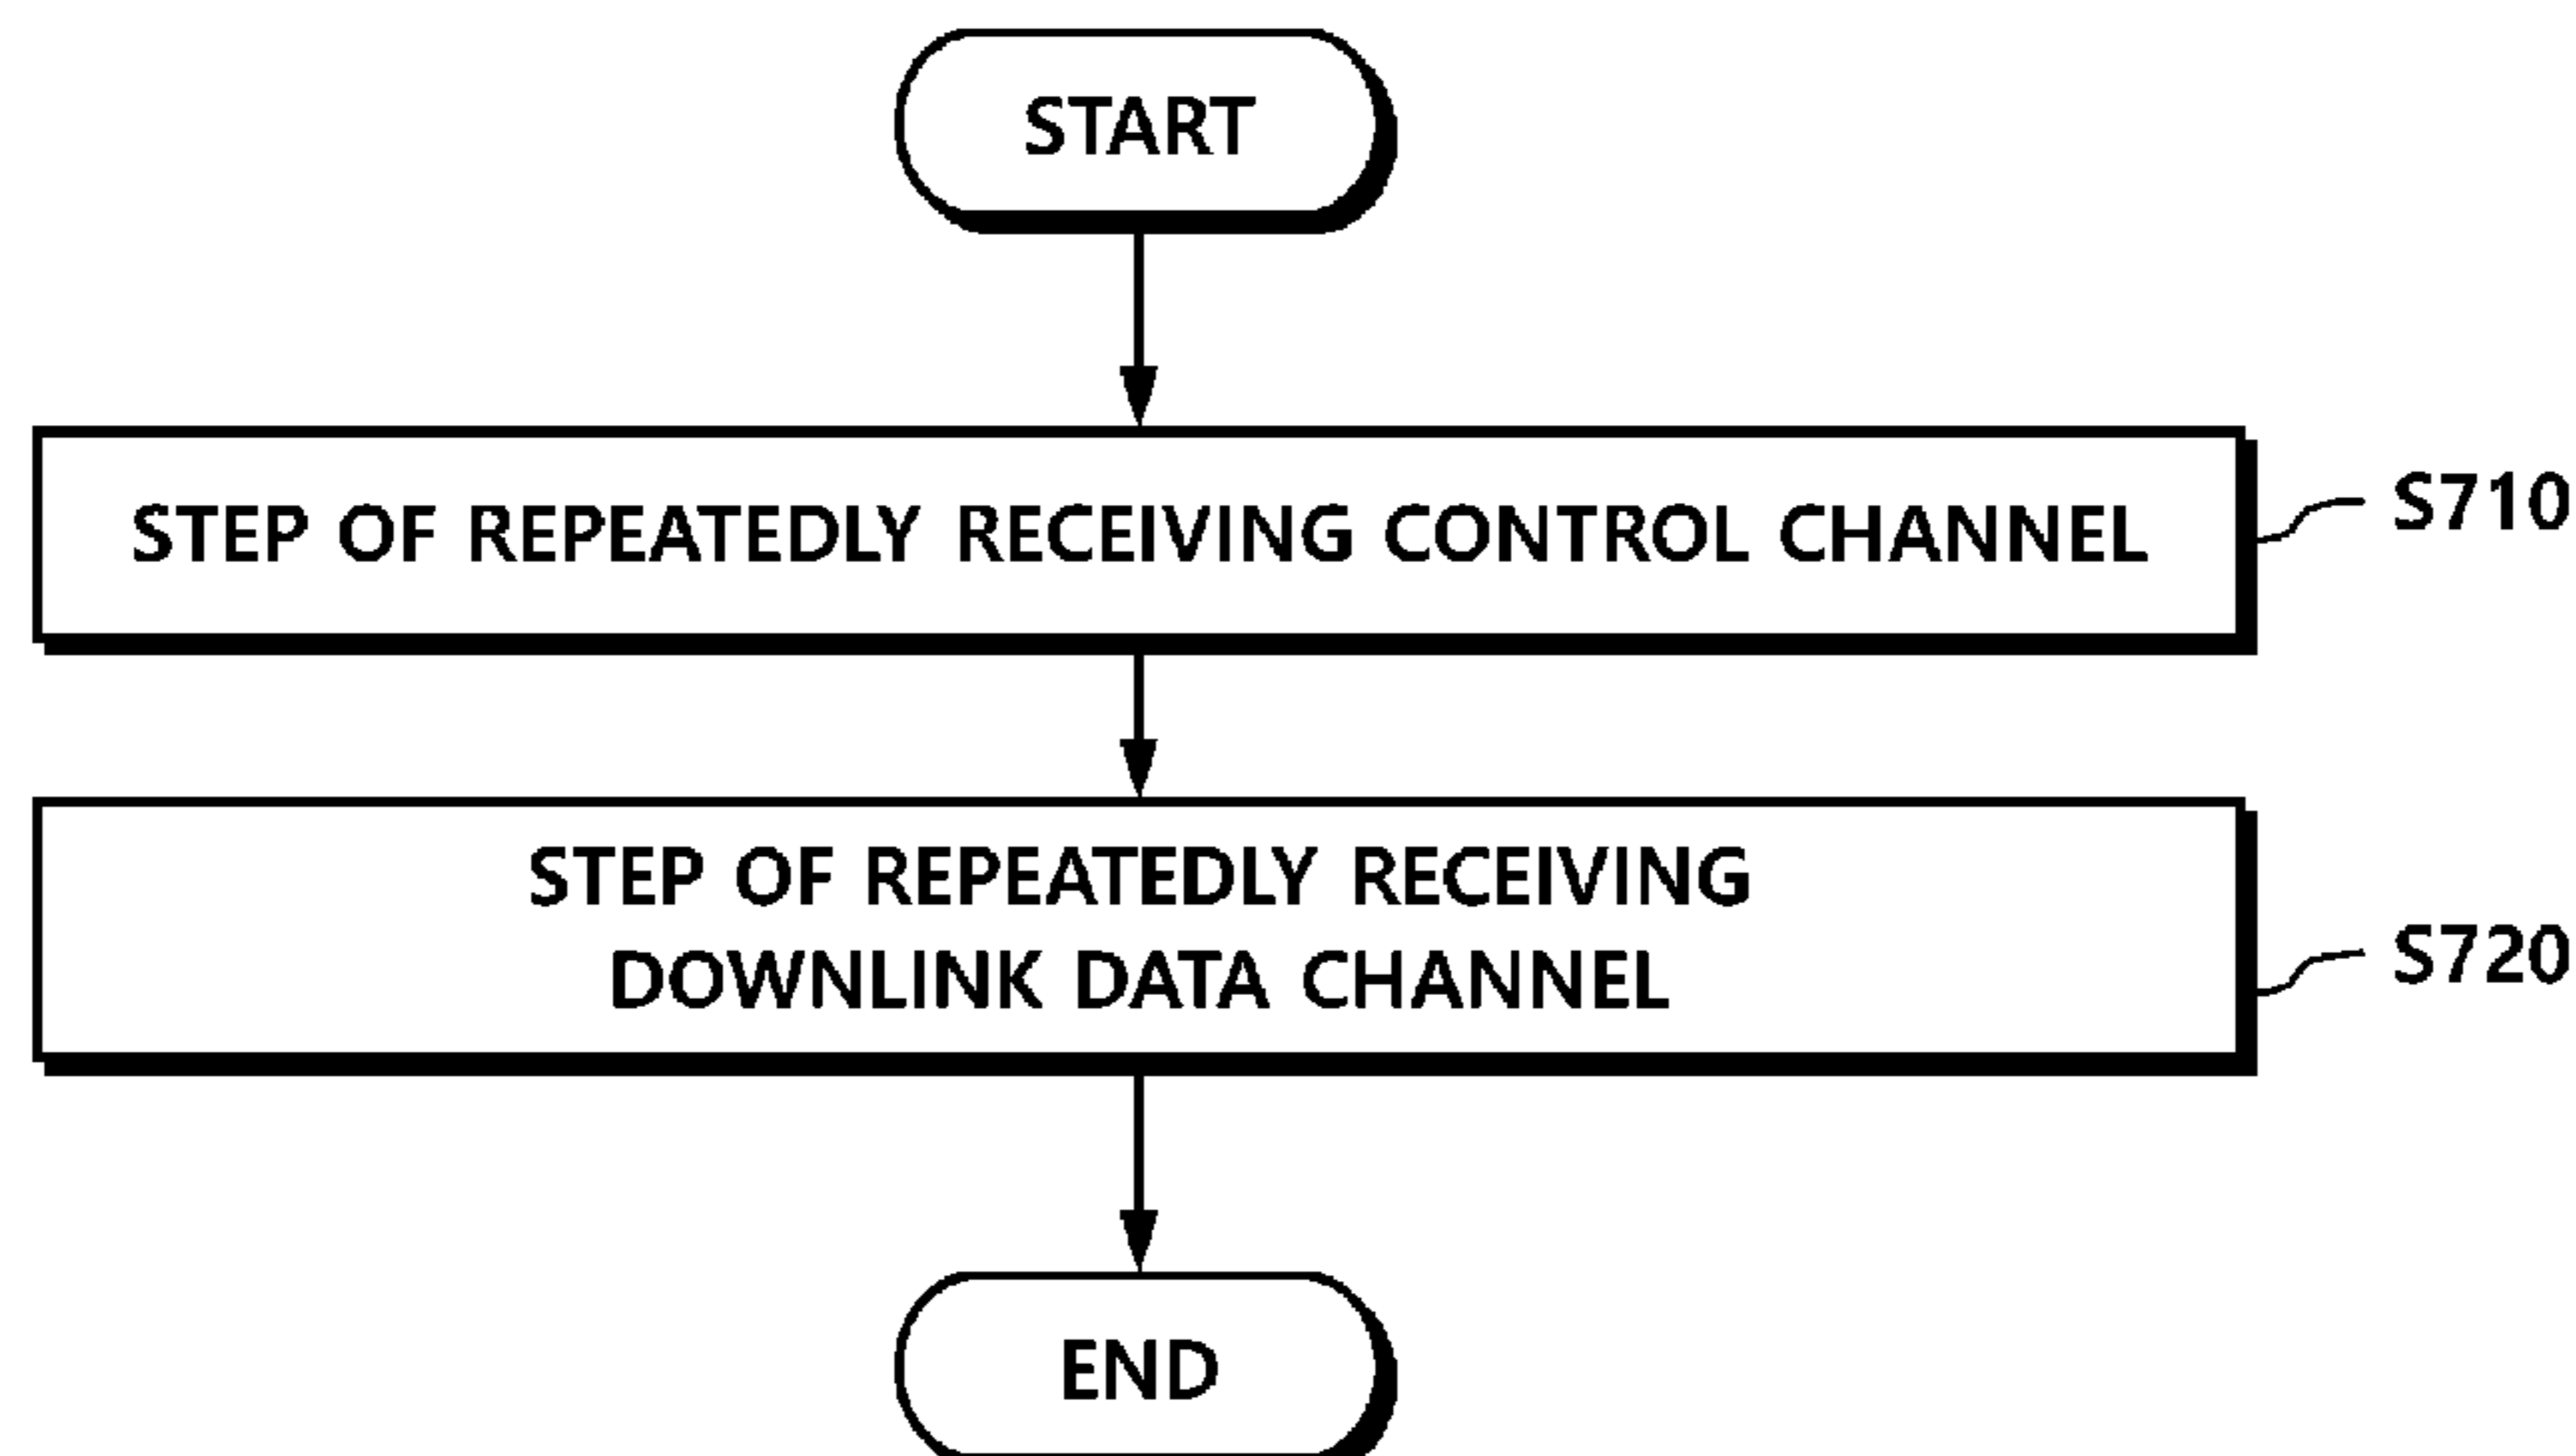 START
STEP OF REPEATEDLY RECEIVING CONTROL CHANNEL
S710
STEP OF REPEATEDLY RECEIVING
DOWNLINK DATA CHANNEL
S720
END